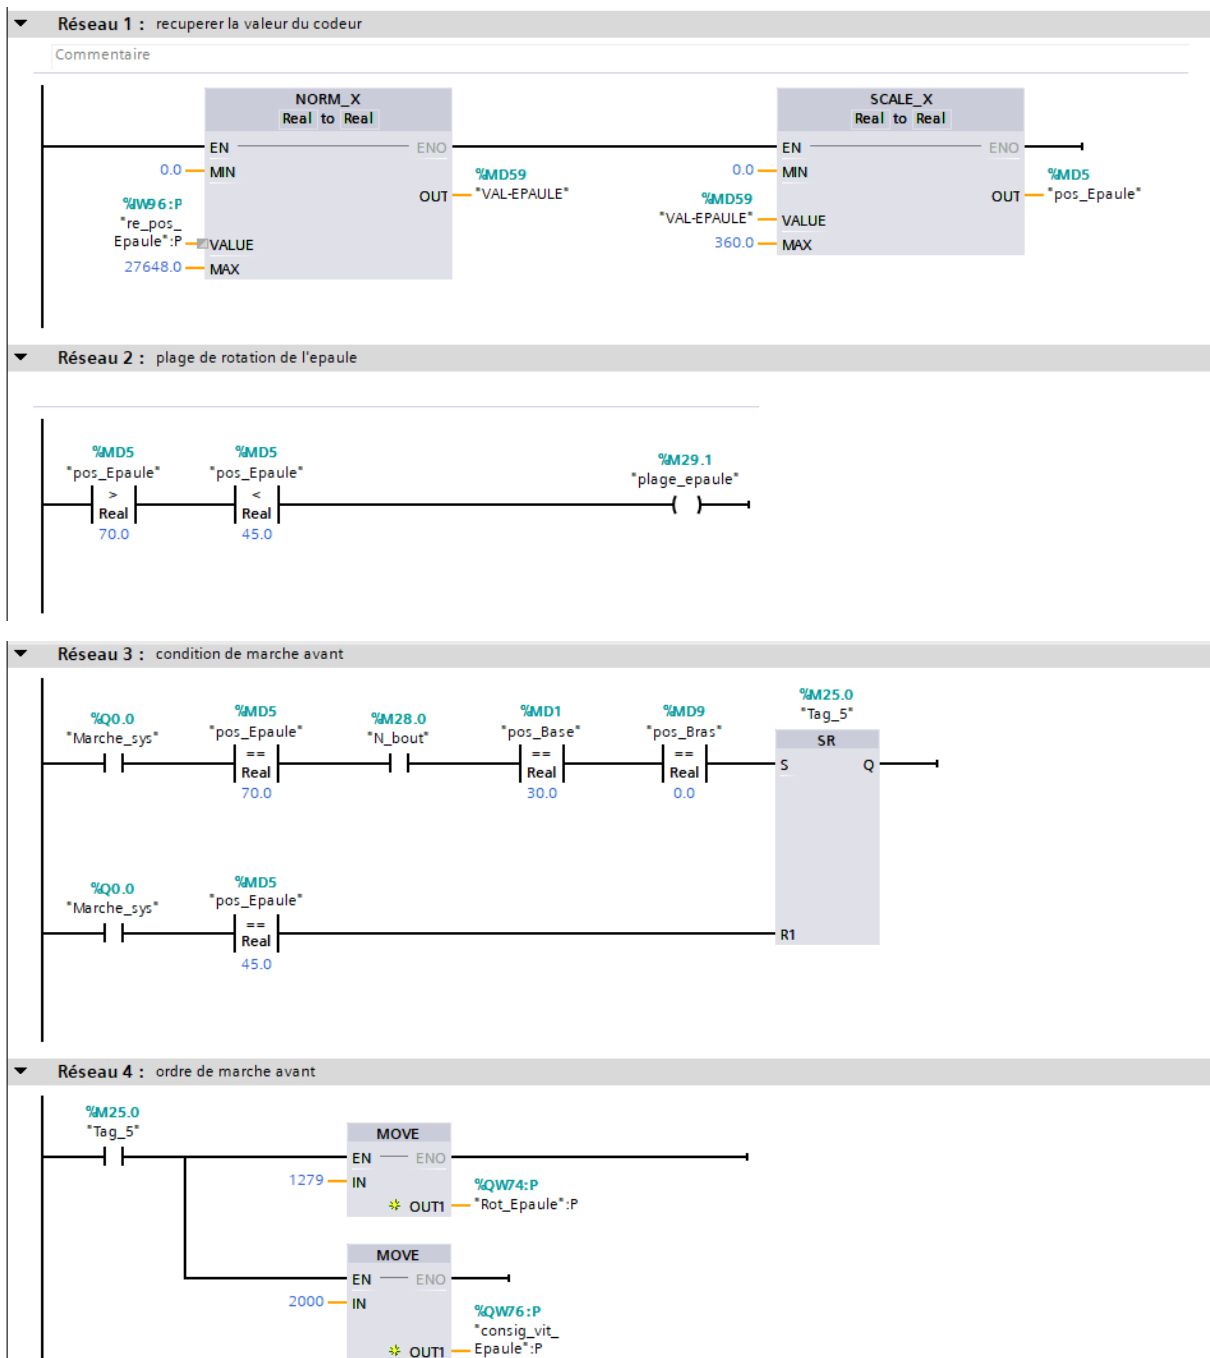 Réseau 1 : recuperer la valeur du codeur
Commentaire
NORM_X
Real to Real
EN ENO
0.0 MIN
%MD59
OUT "VAL-EPAULE"
%IW96:P
"re_pos_
Epaule":P VALUE
27648.0 MAX
SCALE_X
Real to Real
EN ENO
0.0 MIN
%MD5
OUT "pos_Epaule"
%MD59
"VAL-EPAULE" VALUE
360.0 MAX
Réseau 2 : plage de rotation de l'epaule
%MD5 %MD5
"pos_Epaule" "pos_Epaule"
> <
Real Real
70.0 45.0
%M29.1
"plage_epaule"
( )
Réseau 3 : condition de marche avant
%Q0.0 %MD5 %M28.0 %MD1 %MD9
"Marche_sys" "pos_Epaule" "N_bout" "pos_Base" "pos_Bras"
== == ==
Real Real Real
70.0 30.0 0.0
%M25.0
"Tag_5"
SR
S Q
%Q0.0 %MD5
"Marche_sys" "pos_Epaule"
==
Real
45.0
R1
Réseau 4 : ordre de marche avant
%M25.0
"Tag_5"
MOVE
EN ENO
1279 IN
%QW74:P
OUT1 "Rot_Epaule":P
MOVE
EN ENO
2000 IN
%QW76:P
"consig_vit_
OUT1 Epaule":P